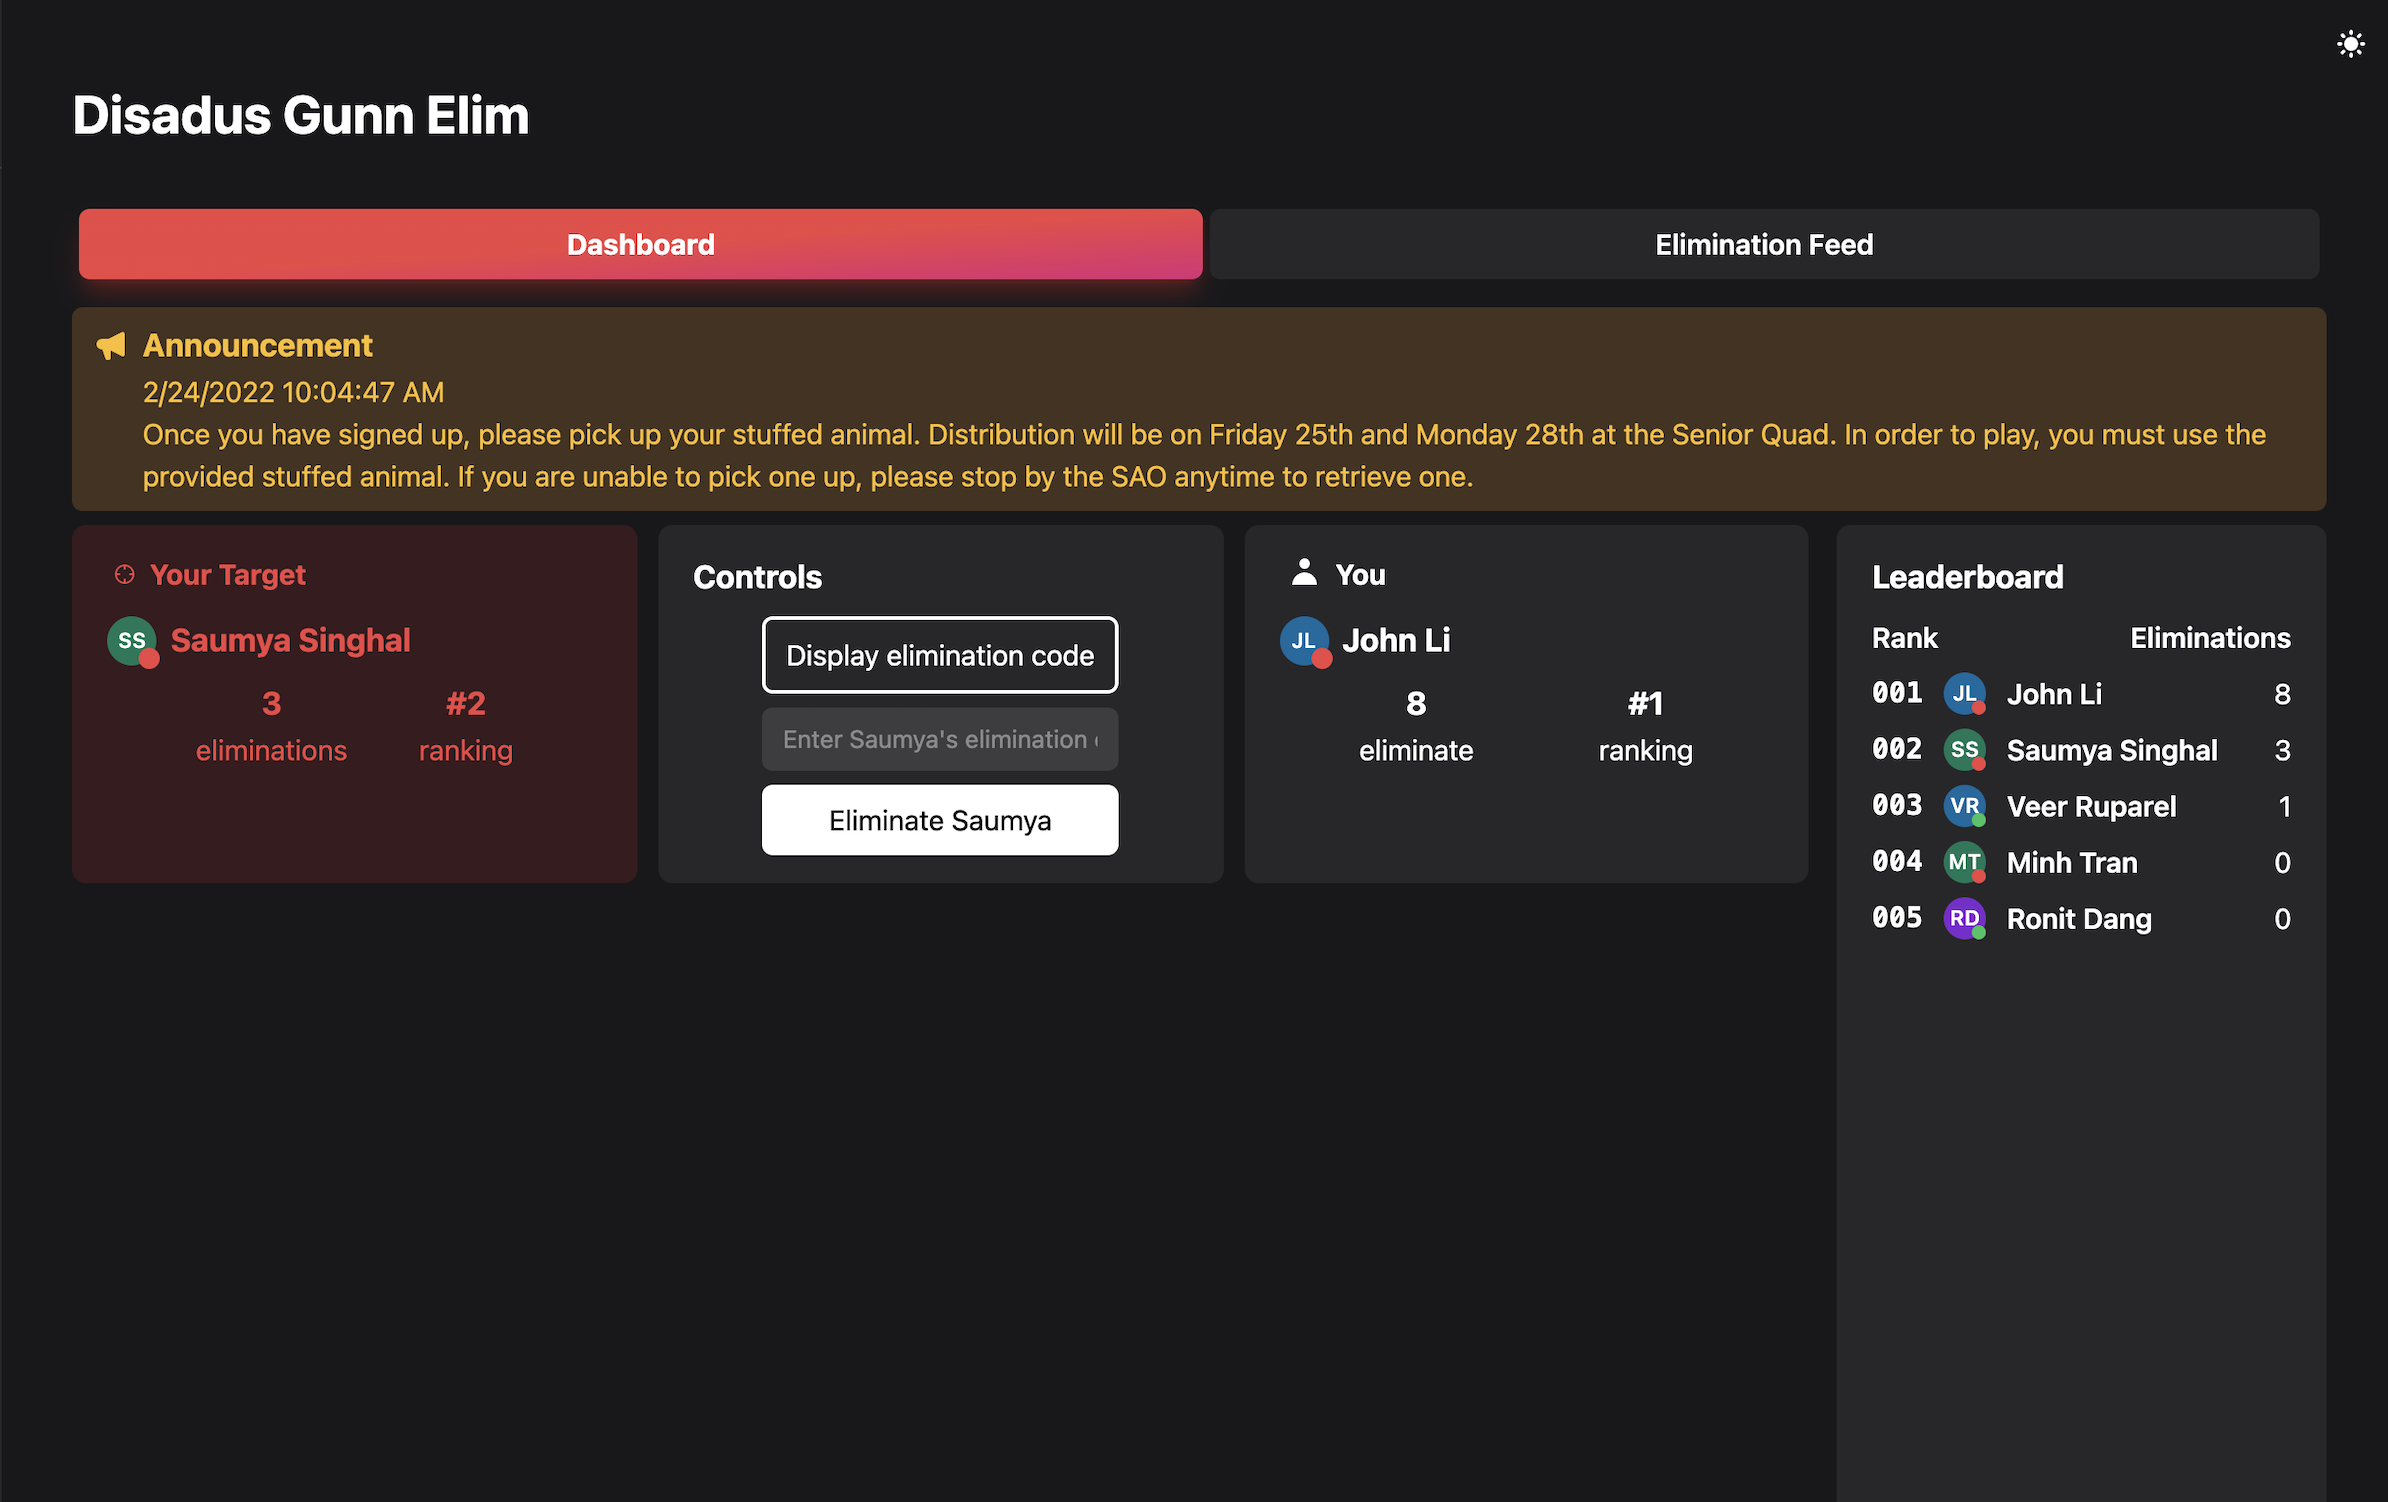 Disadus Gunn Elim
Dashboard
Elimination Feed
Announcement
2/24/2022 10:04:47 AM
Once you have signed up, please pick up your stuffed animal. Distribution will be on Friday 25th and Monday 28th at the Senior Quad. In order to play, you must use the
provided stuffed animal. If you are unable to pick one up, please stop by the SAO anytime to retrieve one.
Your Target
SS Saumya Singhal
3 #2
eliminations ranking
Controls
Display elimination code
Enter Saumya's elimination
Eliminate Saumya
You
JL John Li
8 #1
eliminate ranking
Leaderboard
Rank Eliminations
001 JL John Li 8
002 SS Saumya Singhal 3
003 VR Veer Ruparel 1
004 MT Minh Tran 0
005 RD Ronit Dang 0